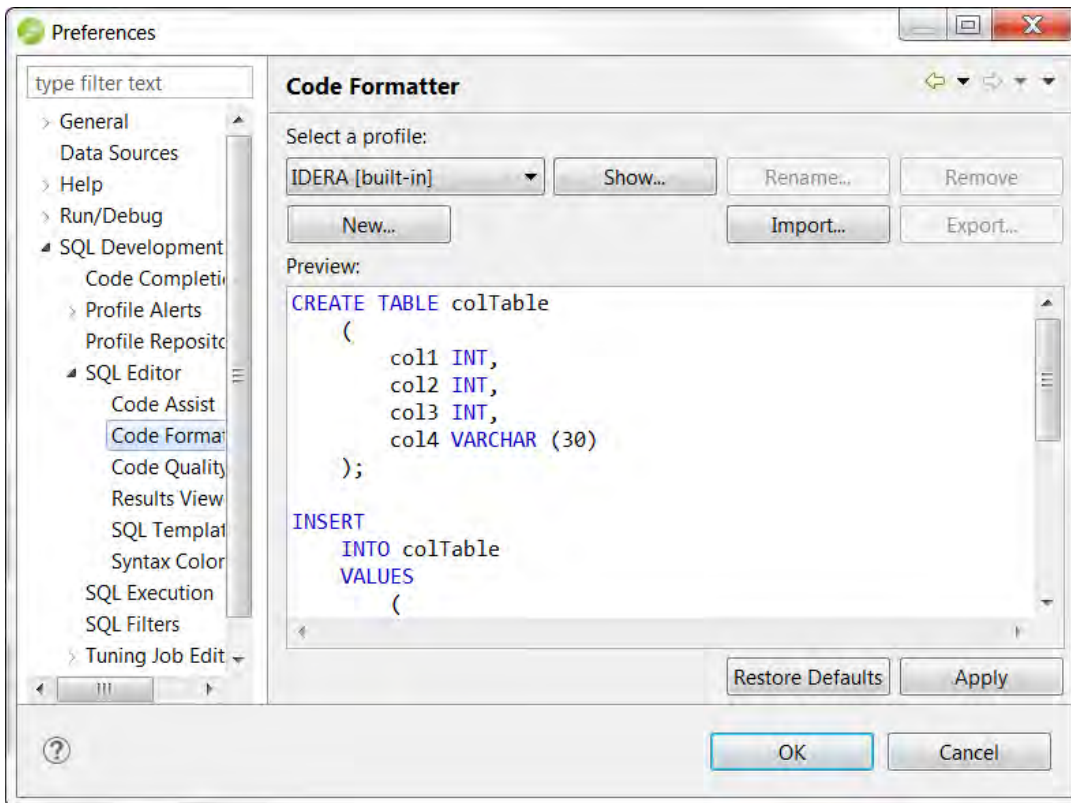 Preferences
type filter text
General
Data Sources
Help
Run/Debug
SQL Development
Code Completi
Profile Alerts
Profile Reposito
SQL Editor
Code Assist
Code Format
Code Quality
Results View
SQL Templat
Syntax Color
SQL Execution
SQL Filters
Tuning Job Edit
Code Formatter
Select a profile:
IDERA [built-in] Show... Rename... Remove
New... Import... Export...
Preview:
CREATE TABLE colTable
(
col1 INT,
col2 INT,
col3 INT,
col4 VARCHAR (30)
);
INSERT
INTO colTable
VALUES
(
Restore Defaults Apply
? OK Cancel